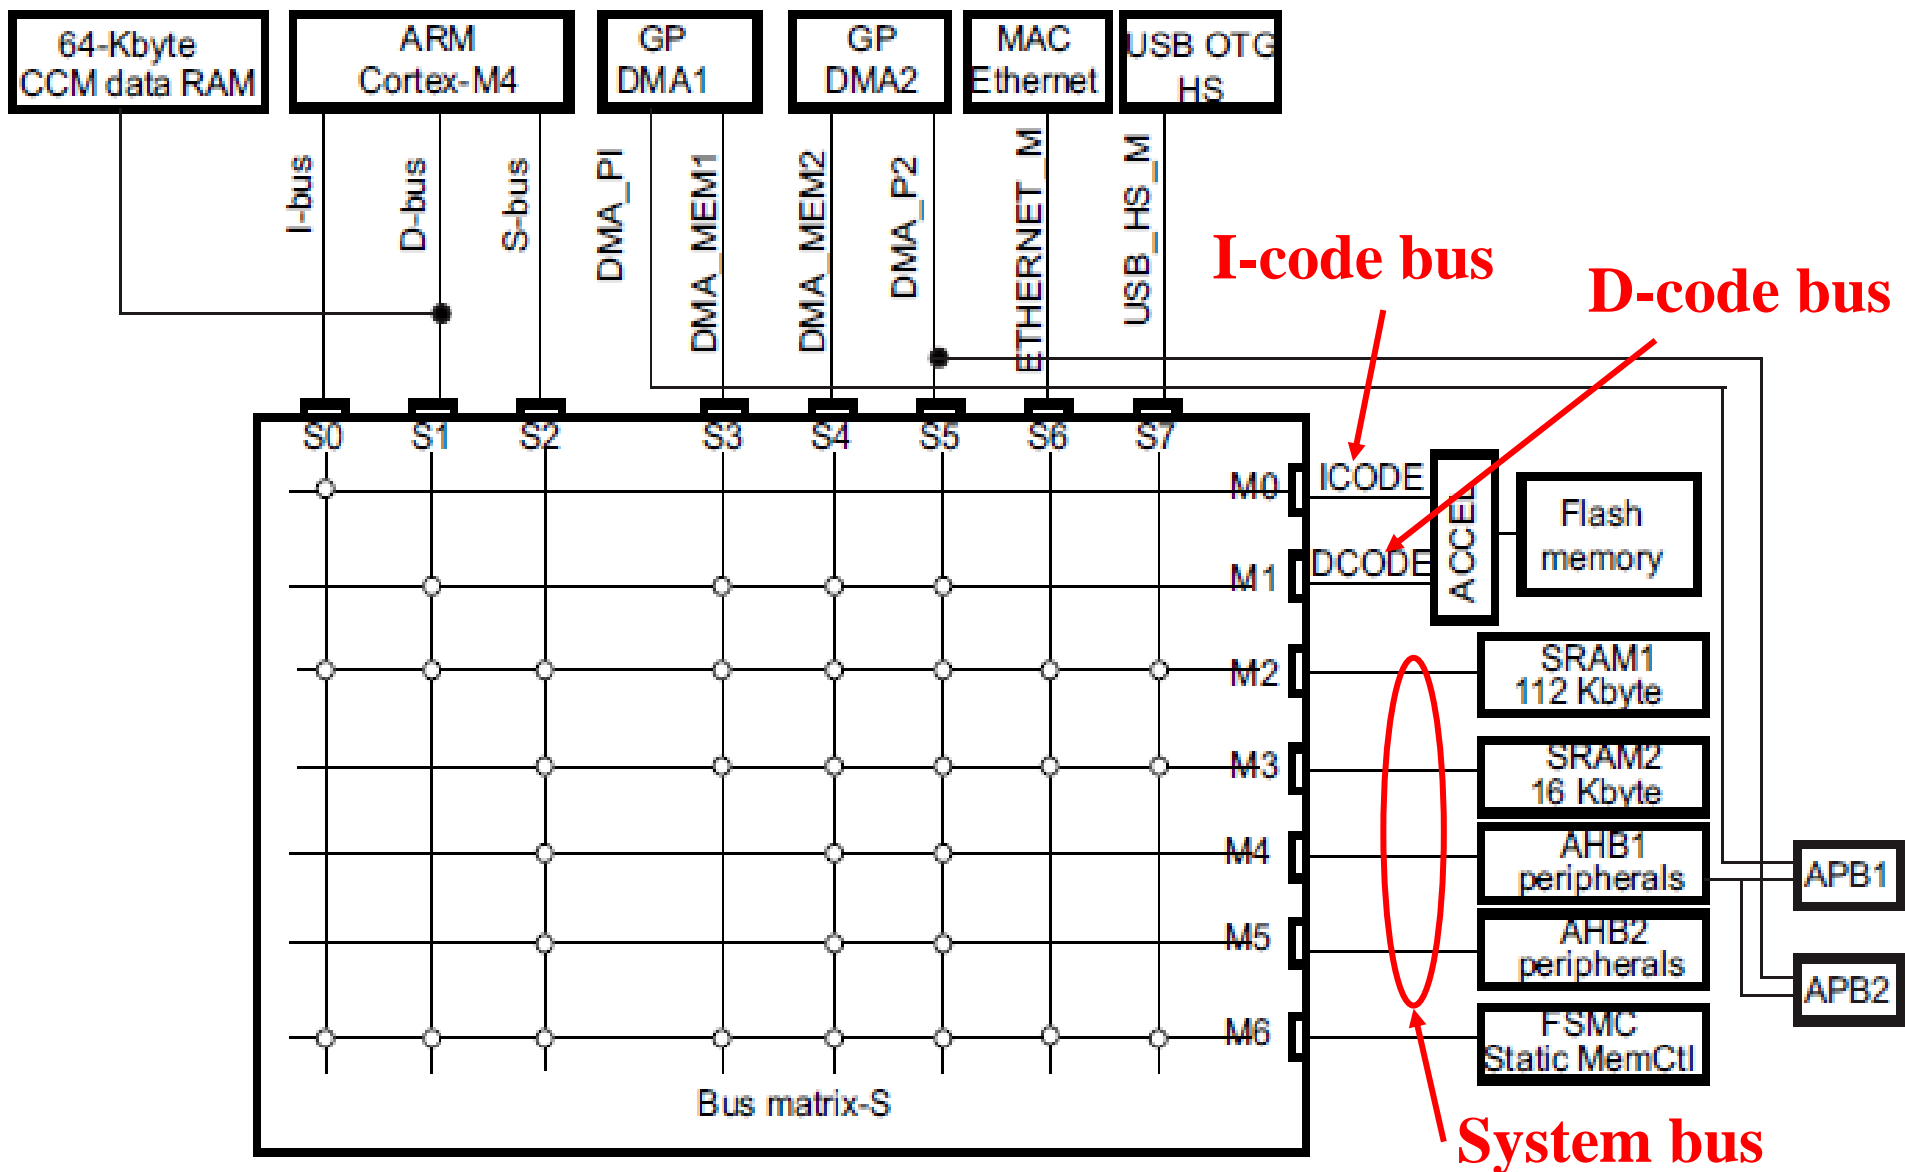 64-Kbyte
CCM data RAM
ARM
Cortex-M4
GP
DMA1
GP
DMA2
MAC
Ethernet
USB OTG
HS
I-bus
D-bus
S-bus
DMA_PI
DMA_MEM1
DMA_MEM2
DMA_P2
ETHERNET_M
USB_HS_M
I-code bus
D-code bus
S0
S1
S2
S3
S4
S5
S6
S7
M0
ICODE
ACCEL
Flash
memory
M1
DCODE
M2
SRAM1
112 Kbyte
M3
SRAM2
16 Kbyte
M4
AHB1
peripherals
APB1
M5
AHB2
peripherals
APB2
M6
FSMC
Static MemCtl
Bus matrix-S
System bus